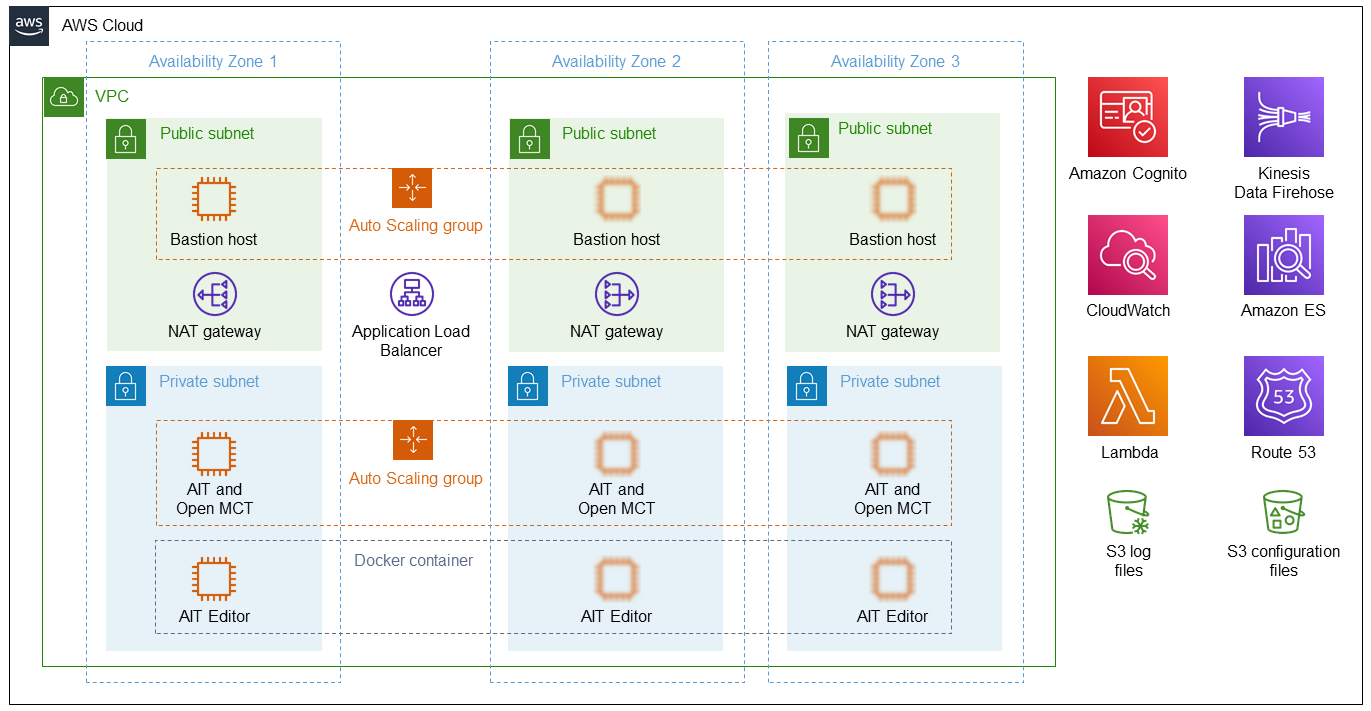 aws
AWS Cloud
Availability Zone 1
Availability Zone 2
Availability Zone 3
VPC
Public subnet
Public subnet
Public subnet
Auto Scaling group
Bastion host
Bastion host
Bastion host
NAT gateway
Application Load
Balancer
NAT gateway
NAT gateway
Private subnet
Private subnet
Private subnet
Auto Scaling group
AIT and
Open MCT
AIT and
Open MCT
AIT and
Open MCT
Docker container
AIT Editor
AIT Editor
AIT Editor
Amazon Cognito
Kinesis
Data Firehose
CloudWatch
Amazon ES
Lambda
53
Route 53
S3 log
files
S3 configuration
files